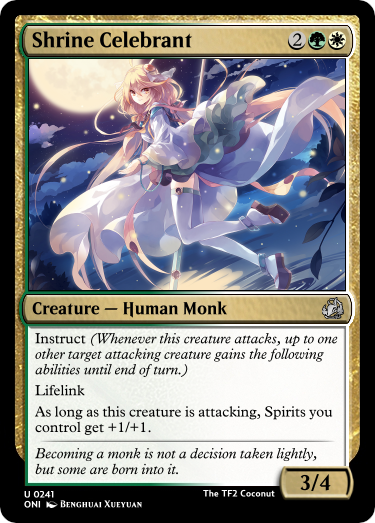 Shrine Celebrant 2
Creature — Human Monk
Instruct (Whenever this creature attacks, up to one
other target attacking creature gains the following
abilities until end of turn.)
Lifelink
As long as this creature is attacking, Spirits you
control get +1/+1.
Becoming a monk is not a decision taken lightly,
but some are born into it.
3/4
U 0241
The TF2 Coconut
ONI Benghuai Xueyuan